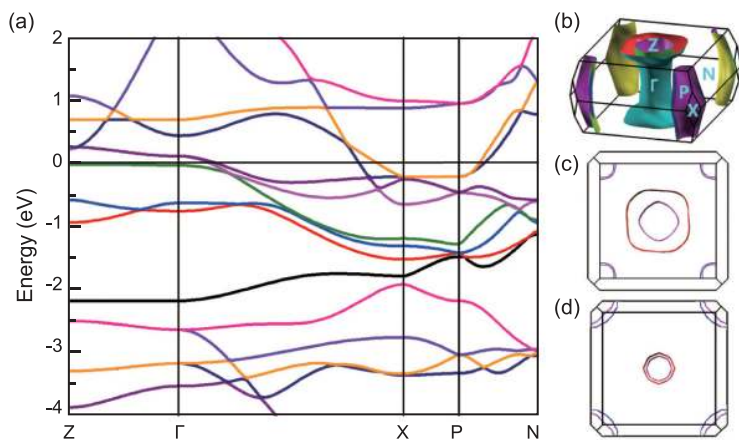 (a)
Energy (eV)
2
1
0
-1
-2
-3
-4
Z Γ X P N
(b)
Z
N
Γ
P
X
(c)
(d)